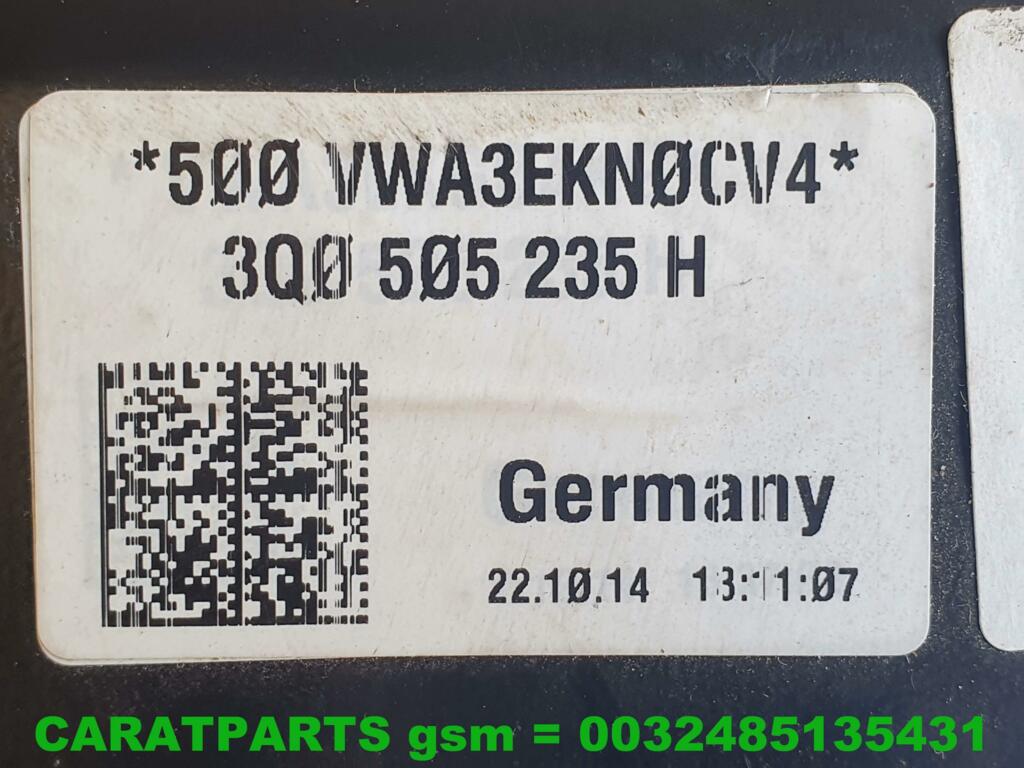 *500 VWA3EKN0CV4*
3Q0 505 235 H
Germany
22.10.14 13:11:07
CARATPARTS gsm = 0032485135431